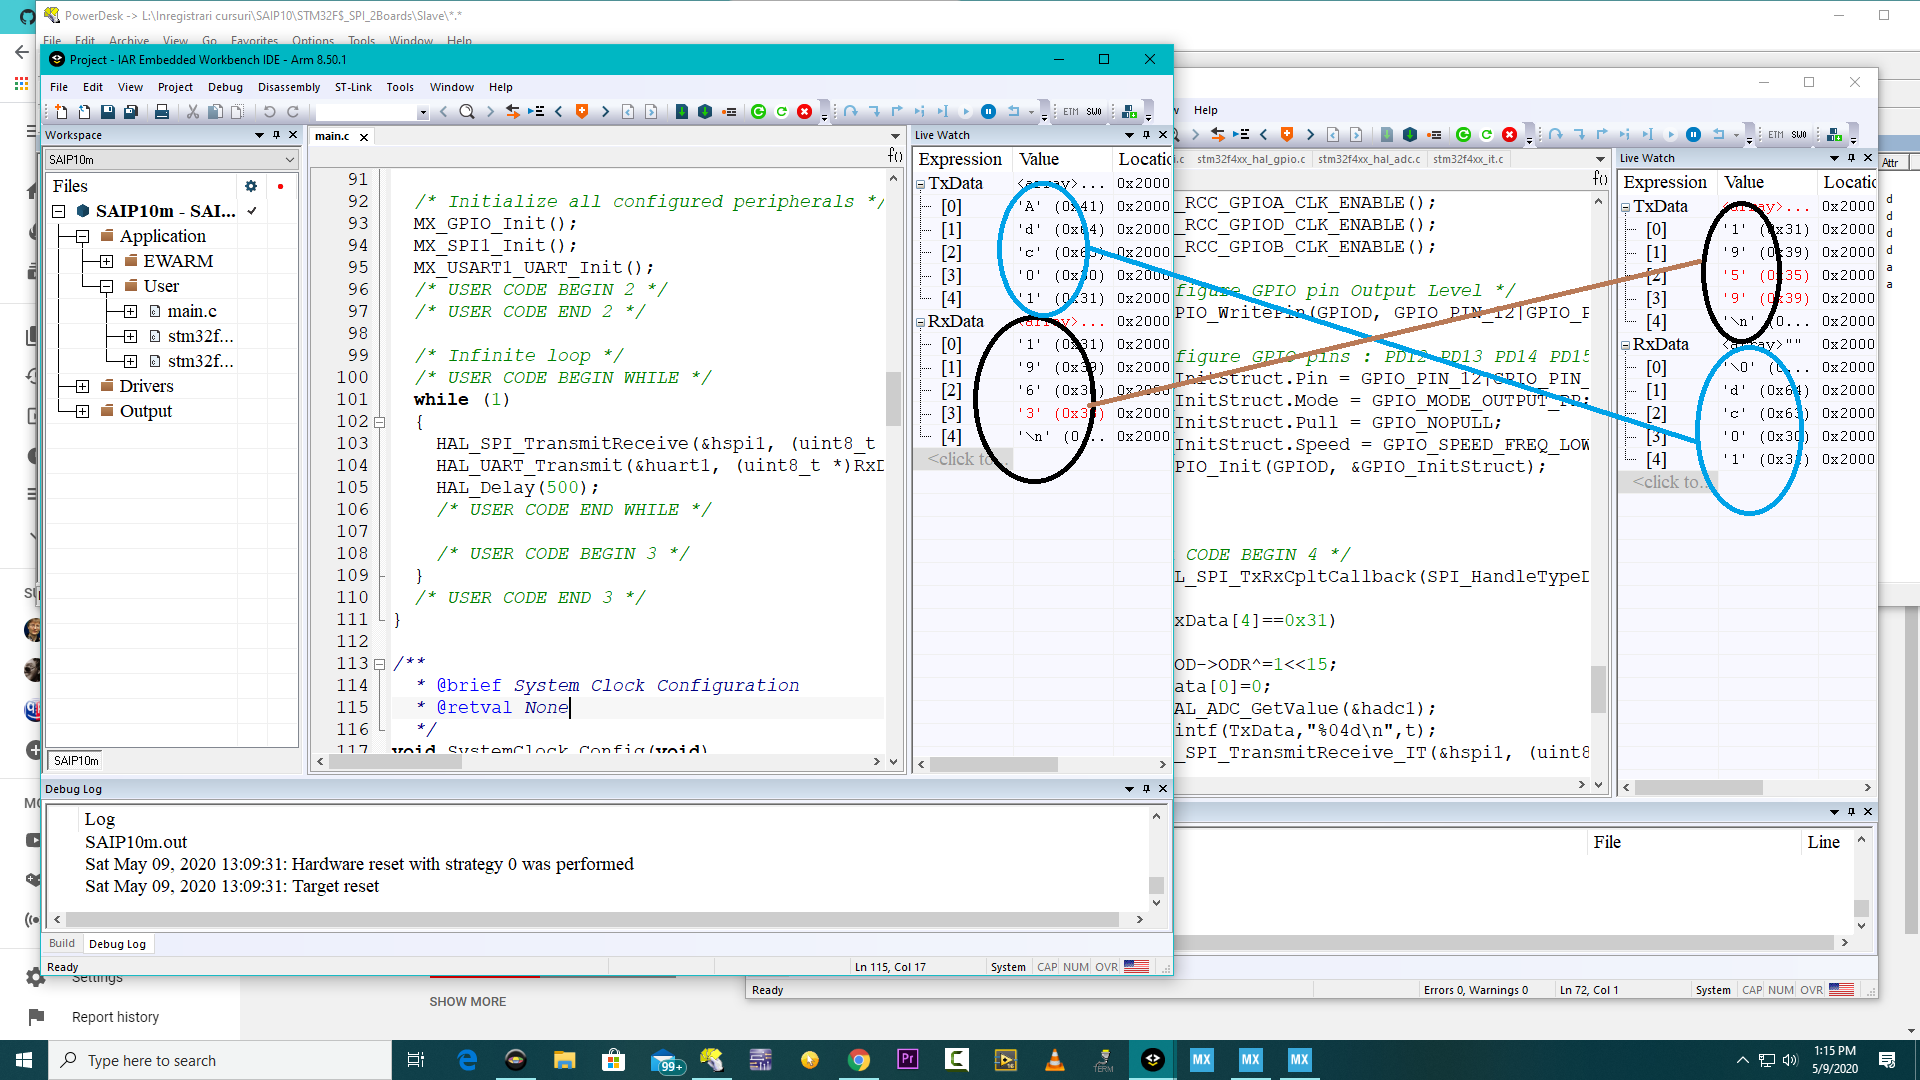 PowerDesk -> L:\Inregistrari cursuri\SAIP10\STM32F$_SPI_2Boards\Slave\*.*
File Edit Archive View Go Favorites Options Tools Window Help
Project - IAR Embedded Workbench IDE - Arm 8.50.1
File Edit View Project Debug Disassembly ST-Link Tools Window Help
Help
ETM SWO
ETM SWO
Workspace
SAIP10m
Files
SAIP10m - SAI...
Application
EWARM
User
main.c
stm32f...
stm32f...
Drivers
Output
SAIP10m
main.c
f()
91
92 /* Initialize all configured peripherals */
93 MX_GPIO_Init();
94 MX_SPI1_Init();
95 MX_USART1_UART_Init();
96 /* USER CODE BEGIN 2 */
97 /* USER CODE END 2 */
98
99 /* Infinite loop */
100 /* USER CODE BEGIN WHILE */
101 while (1)
102 {
103 HAL_SPI_TransmitReceive(&hspi1, (uint8_t
104 HAL_UART_Transmit(&huart1, (uint8_t *)RxD
105 HAL_Delay(500);
106 /* USER CODE END WHILE */
107
108 /* USER CODE BEGIN 3 */
109 }
110 /* USER CODE END 3 */
111 }
112
113 /**
114 * @brief System Clock Configuration
115 * @retval None
116 */
117 void SystemClock_Config(void)
Live Watch
Expression Value Locatio
TxData <array>... 0x2000
[0] 'A' (0x41) 0x2000
[1] 'd' (0x64) 0x2000
[2] 'c' (0x63) 0x2000
[3] '0' (0x30) 0x2000
[4] '1' (0x31) 0x2000
RxData <array>... 0x2000
[0] '1' (0x31) 0x2000
[1] '9' (0x39) 0x2000
[2] '6' 0x2000
[3] '3' 0x2000
[4] '\n' (0... 0x2000
<click to...
stm32f4xx_hal_gpio.c stm32f4xx_hal_adc.c stm32f4xx_it.c
f()
_RCC_GPIOA_CLK_ENABLE();
_RCC_GPIOD_CLK_ENABLE();
_RCC_GPIOB_CLK_ENABLE();
figure GPIO pin Output Level */
PIO_WritePin(GPIOD, GPIO_PIN_12|GPIO_P
figure GPIO pins : PD12 PD13 PD14 PD15
InitStruct.Pin = GPIO_PIN_12|GPIO_PIN_
InitStruct.Mode = GPIO_MODE_OUTPUT_PP;
InitStruct.Pull = GPIO_NOPULL;
InitStruct.Speed = GPIO_SPEED_FREQ_LOW
PIO_Init(GPIOD, &GPIO_InitStruct);
CODE BEGIN 4 */
L_SPI_TxRxCpltCallback(SPI_HandleTypeD
xData[4]==0x31)
OD->ODR^=1<<15;
ata[0]=0;
AL_ADC_GetValue(&hadc1);
intf(TxData,"%04d\n",t);
_SPI_TransmitReceive_IT(&hspi1, (uint8
Live Watch
Expression Value Locatio
TxData <array>... 0x2000
[0] '1' (0x31) 0x2000
[1] '9' (0x39) 0x2000
[2] '5' (0x35) 0x2000
[3] '9' (0x39) 0x2000
[4] '\n' (0... 0x2000
RxData <array>"" 0x2000
[0] '\0' (0... 0x2000
[1] 'd' (0x64) 0x2000
[2] 'c' (0x63) 0x2000
[3] '0' (0x30) 0x2000
[4] '1' (0x31) 0x2000
<click to...
Attr
d
d
d
d
a
a
Debug Log
Log
SAIP10m.out
Sat May 09, 2020 13:09:31: Hardware reset with strategy 0 was performed
Sat May 09, 2020 13:09:31: Target reset
Build Debug Log
Ready Ln 115, Col 17 System CAP NUM OVR
File Line
Ready Errors 0, Warnings 0 Ln 72, Col 1 System CAP NUM OVR
Settings
SHOW MORE
Report history
Type here to search
99+
Pr
TERM
MX
MX
MX
1:15 PM
5/9/2020